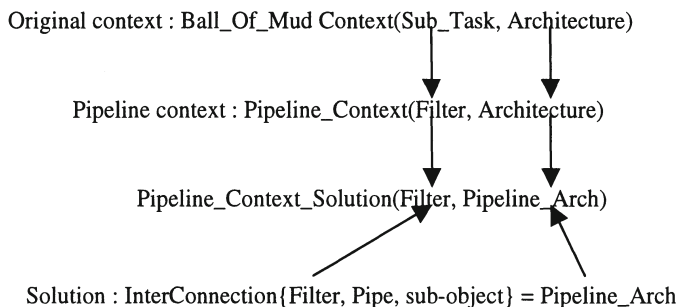 Original context : Ball_Of_Mud Context(Sub_Task, Architecture)
Pipeline context : Pipeline_Context(Filter, Architecture)
Pipeline_Context_Solution(Filter, Pipeline_Arch)
Solution : InterConnection{Filter, Pipe, sub-object} = Pipeline_Arch